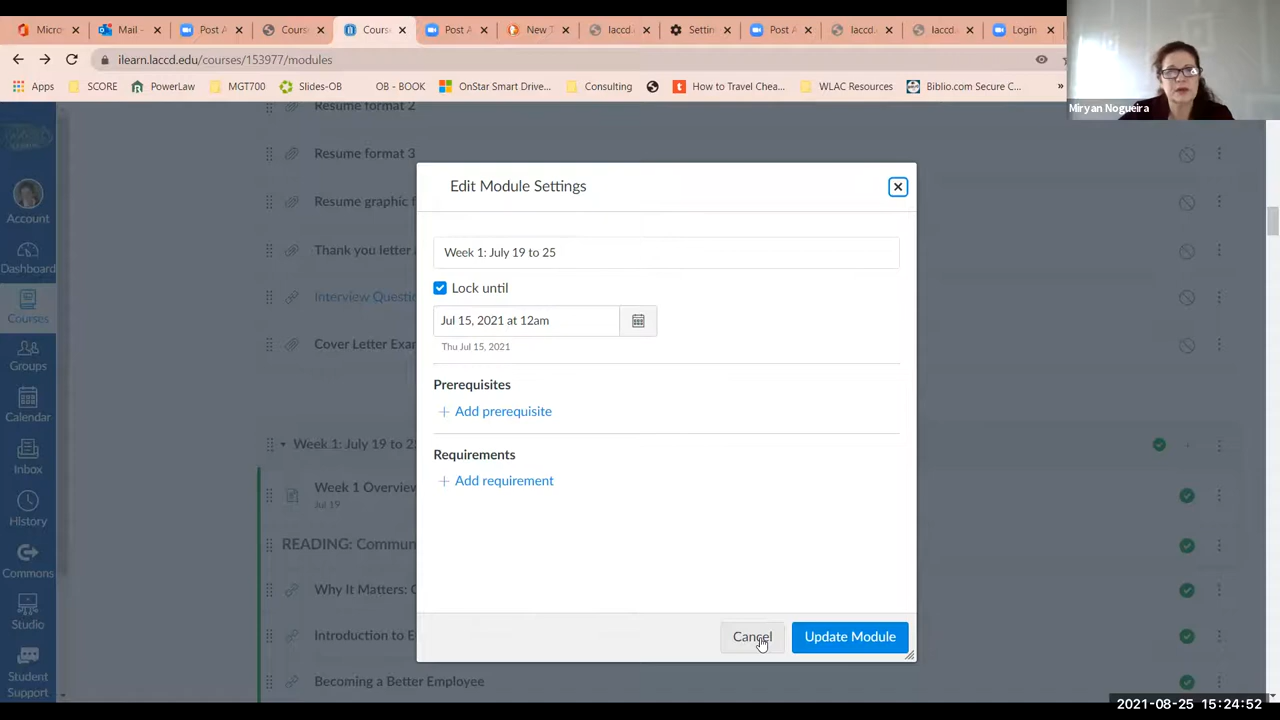 Micro
Mail -
Post A
Cours
Cours
Post A
New T
laccd.
Settin
Post A
laccd.
laccd.
Login
ilearn.laccd.edu/courses/153977/modules
Apps
SCORE
PowerLaw
MGT700
Slides-OB
OB - BOOK
OnStar Smart Drive...
Consulting
How to Travel Chea...
WLAC Resources
Biblio.com Secure C...
»
Miryan Nogueira
Account
Dashboard
Courses
Groups
Calendar
Inbox
History
Commons
Studio
Student
Support
Resume format 2
Resume format 3
Resume graphic f
Thank you letter
Interview Questi
Cover Letter Exa
Week 1: July 19 to 25
Week 1 Overview
Jul 19
READING: Commun
Why It Matters: C
Introduction to E
Becoming a Better Employee
Edit Module Settings
Week 1: July 19 to 25
Lock until
Jul 15, 2021 at 12am
Thu Jul 15, 2021
Prerequisites
+ Add prerequisite
Requirements
+ Add requirement
Cancel
Update Module
2021-08-25 15:24:52